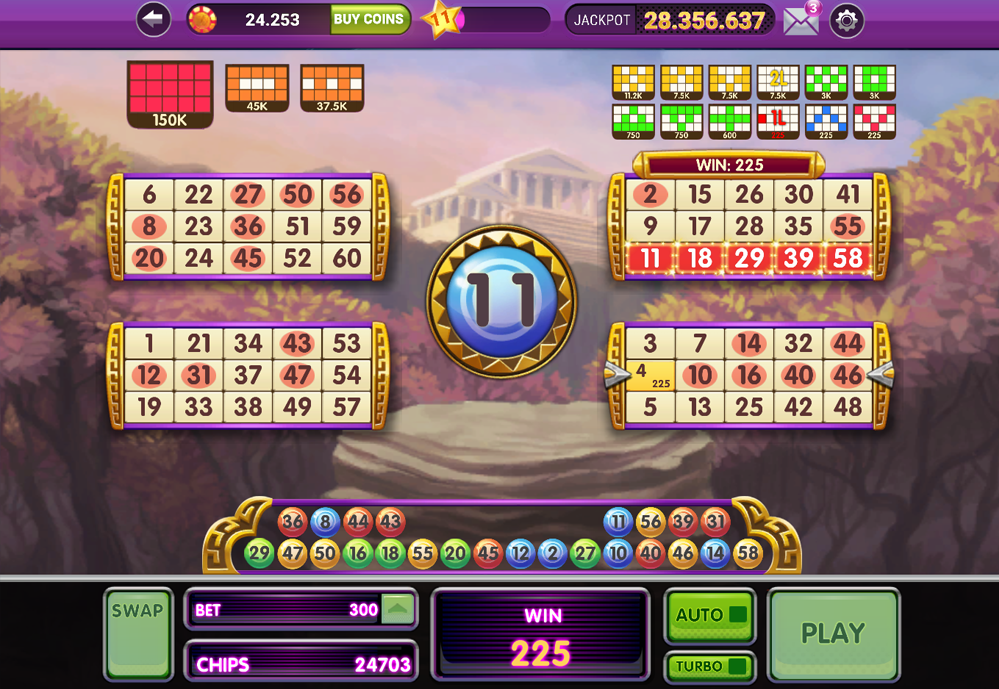 24.253 BUY COINS 11 JACKPOT 28.356.637 3
150K 45K 37.5K
11.2K 7.5K 7.5K 2L 7.5K 3K 3K
750 750 600 1L 225 225
WIN: 225
6 22 27 50 56
8 23 36 51 59
20 24 45 52 60
2 15 26 30 41
9 17 28 35 55
11 18 29 39 58
11
1 21 34 43 53
12 31 37 47 54
19 33 38 49 57
3 7 14 32 44
4 225 10 16 40 46
5 13 25 42 48
36 8 44 43 11 56 39 31
29 47 50 16 18 55 20 45 12 2 27 10 40 46 14 58
SWAP
BET 300
CHIPS 24703
WIN
225
AUTO
TURBO
PLAY